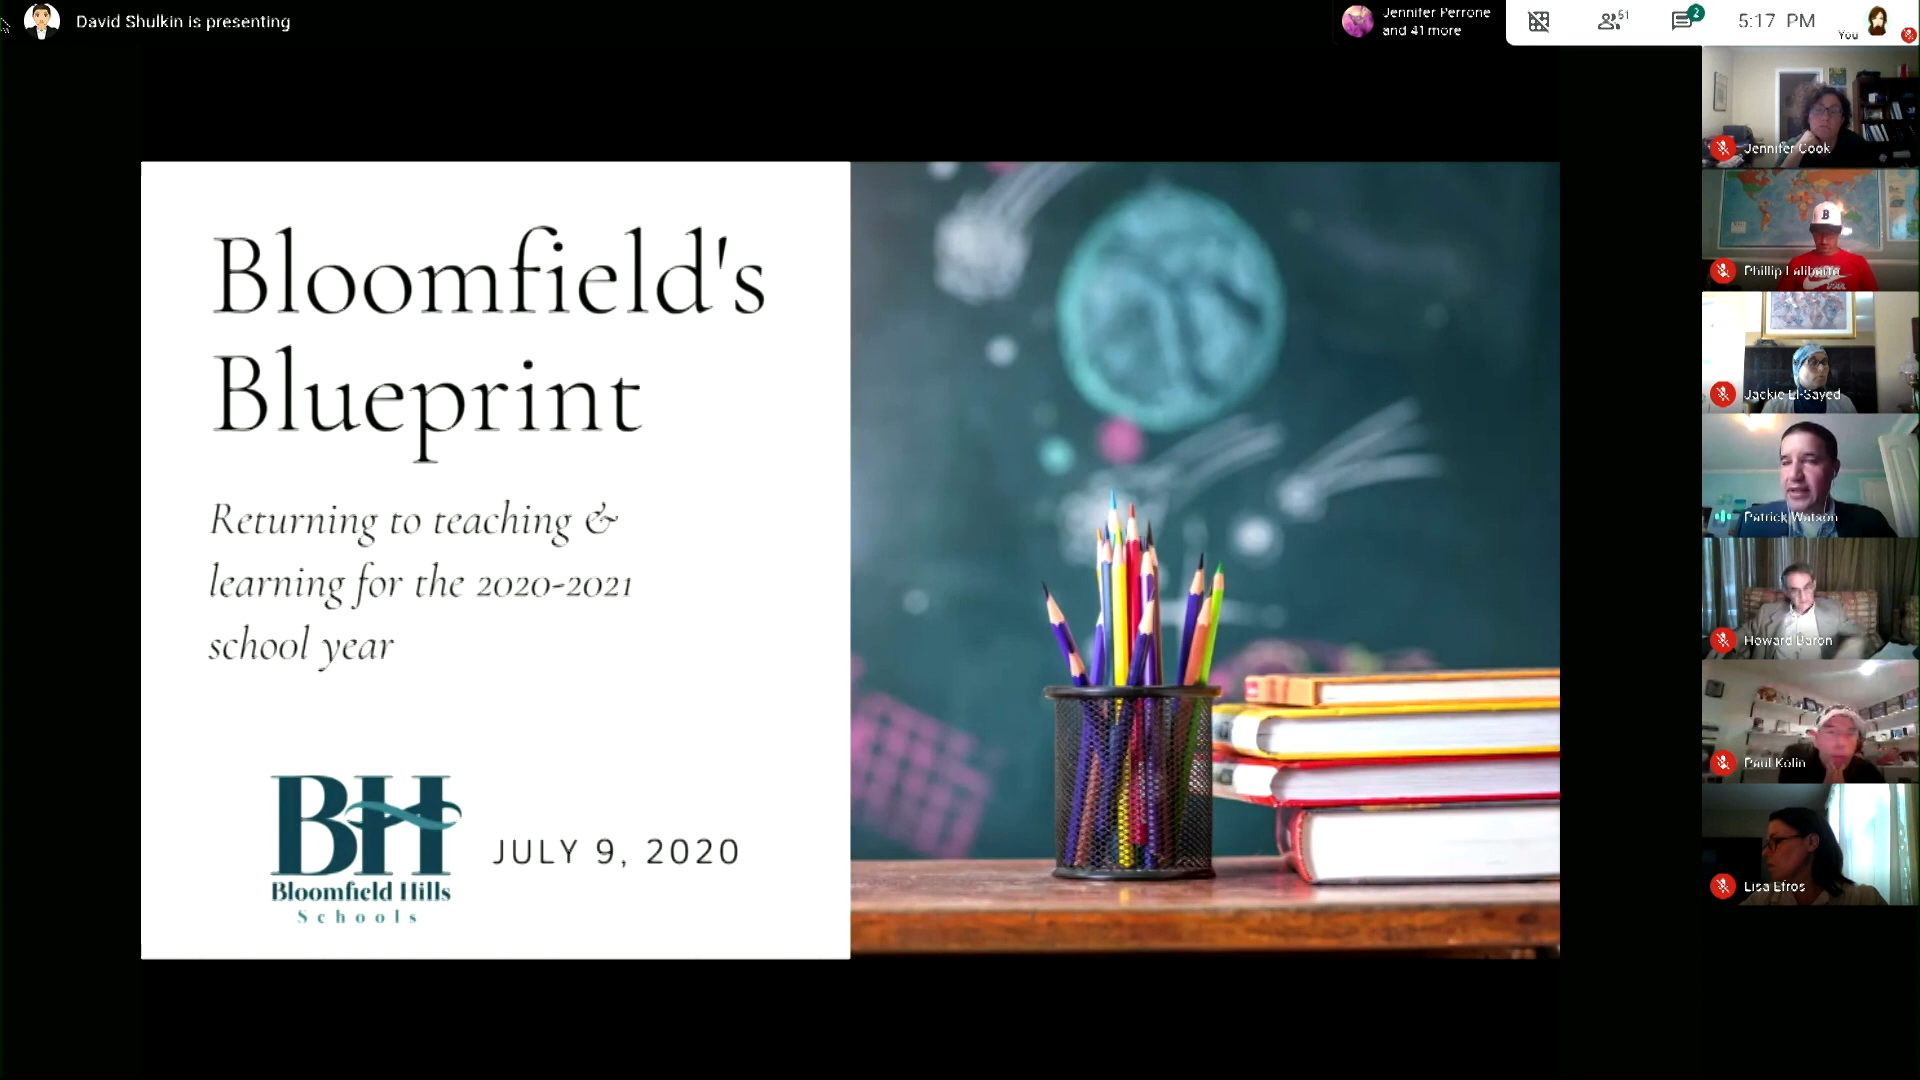 David Shulkin is presenting
Jennifer Perrone
and 41 more
51
2
5:17 PM
You
Bloomfield's
Blueprint
Returning to teaching &
learning for the 2020-2021
school year
BH
Bloomfield Hills
Schools
JULY 9, 2020
Jennifer Cook
B
Phillip Laliberte
Jackie El-Sayed
Patrick Watson
Howard Baron
Paul Kolin
Lisa Efros